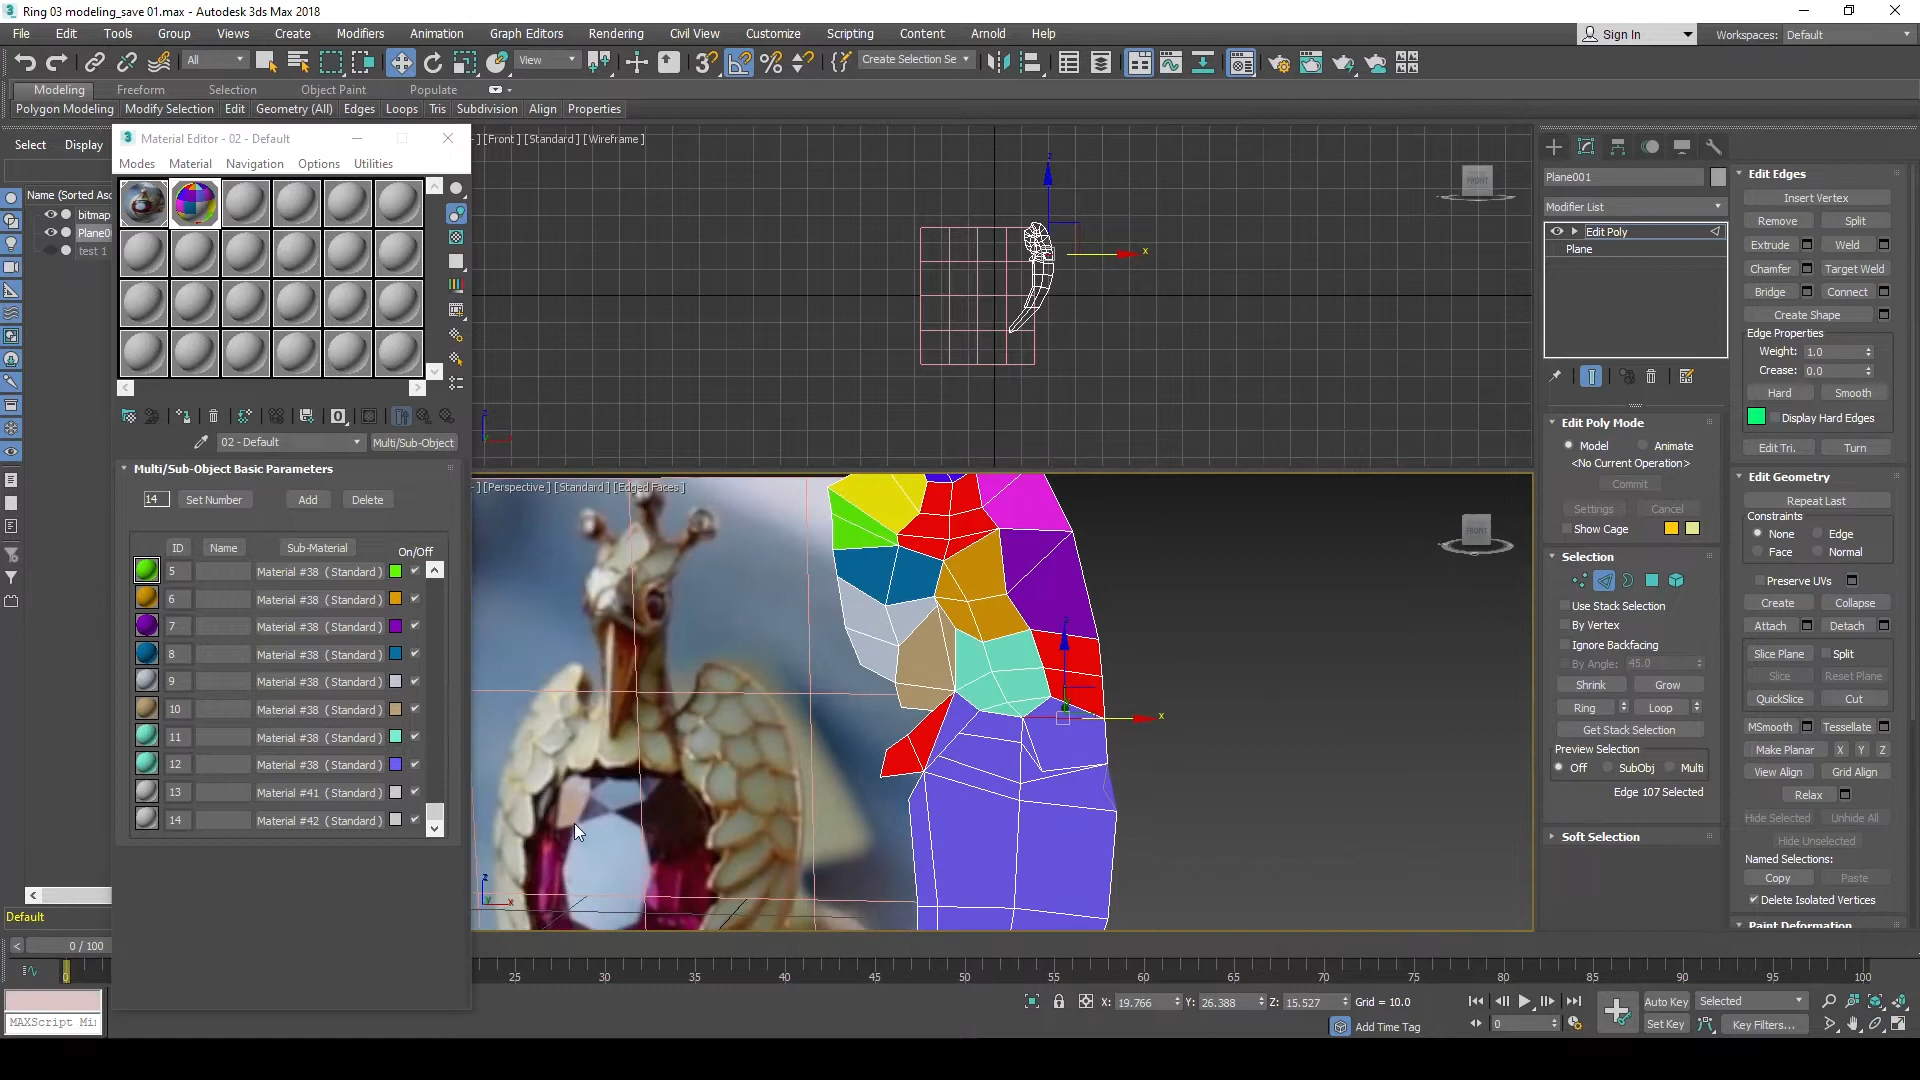 Ring 03 modeling_save 01.max - Autodesk 3ds Max 2018
File Edit Tools Group Views Create Modifiers Animation Graph Editors Rendering Civil View Customize Scripting Content Arnold Help
Sign In
Workspaces: Default
All
View
Create Selection Se
Modeling Freeform Selection Object Paint Populate
Polygon Modeling Modify Selection Edit Geometry (All) Edges Loops Tris Subdivision Align Properties
Select Display
Name (Sorted Asc
bitmap
Plane0
test 1
Default
Material Editor - 02 - Default
Modes Material Navigation Options Utilities
02 - Default
Multi/Sub-Object
Multi/Sub-Object Basic Parameters
14 Set Number Add Delete
ID Name Sub-Material On/Off
5 Material #38 (Standard )
6 Material #38 (Standard )
7 Material #38 (Standard )
8 Material #38 (Standard )
9 Material #38 (Standard )
10 Material #38 (Standard )
11 Material #38 (Standard )
12 Material #38 (Standard )
13 Material #41 (Standard )
14 Material #42 (Standard )
[Front ] [Standard ] [Wireframe ]
FRONT
z
x
[Perspective ] [Standard ] [Edged Faces ]
FRONT
z
x
Plane001
Modifier List
Edit Poly
Plane
Edit Poly Mode
Model Animate
<No Current Operation>
Commit
Settings Cancel
Show Cage
Selection
Use Stack Selection
By Vertex
Ignore Backfacing
By Angle: 45.0
Shrink Grow
Ring Loop
Get Stack Selection
Preview Selection
Off SubObj Multi
Edge 107 Selected
Soft Selection
Edit Edges
Insert Vertex
Remove Split
Extrude Weld
Chamfer Target Weld
Bridge Connect
Create Shape
Edge Properties
Weight: 1.0
Crease: 0.0
Hard Smooth
Display Hard Edges
Edit Tri. Turn
Edit Geometry
Repeat Last
Constraints
None Edge
Face Normal
Preserve UVs
Create Collapse
Attach Detach
Slice Plane Split
Slice Reset Plane
QuickSlice Cut
MSmooth Tessellate
Make Planar X Y Z
View Align Grid Align
Relax
Hide Selected Unhide All
Hide Unselected
Named Selections:
Copy Paste
Delete Isolated Vertices
Paint Deformation
0 / 100
0 25 30 35 40 45 50 55 60 65 70 75 80 85 90 95 100
X: 19.766 Y: 26.388 Z: 15.527 Grid = 10.0
Add Time Tag
0
Auto Key Selected
Set Key Key Filters...
MAXScript Mi